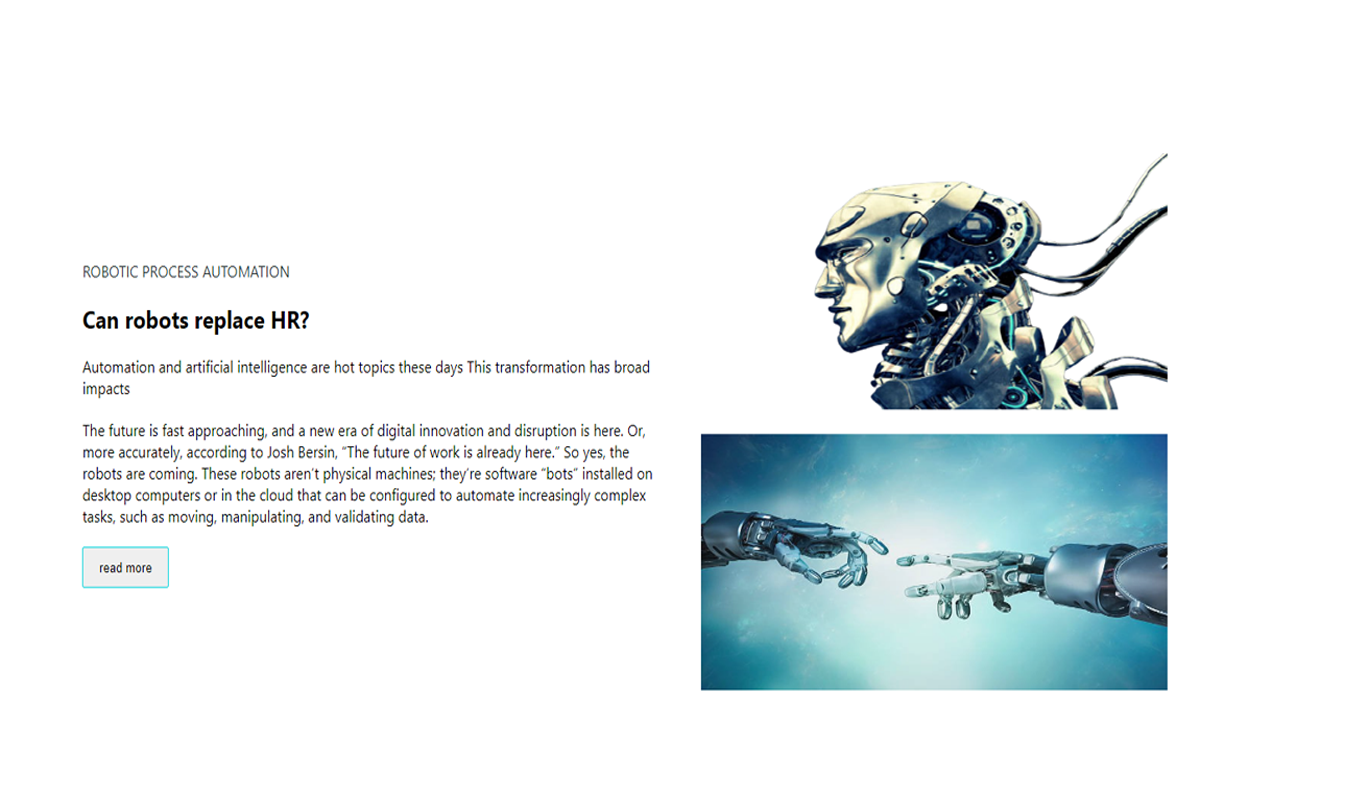 ROBOTIC PROCESS AUTOMATION
Can robots replace HR?
Automation and artificial intelligence are hot topics these days This transformation has broad
impacts
The future is fast approaching, and a new era of digital innovation and disruption is here. Or,
more accurately, according to Josh Bersin, “The future of work is already here.” So yes, the
robots are coming. These robots aren’t physical machines; they’re software “bots” installed on
desktop computers or in the cloud that can be configured to automate increasingly complex
tasks, such as moving, manipulating, and validating data.
read more